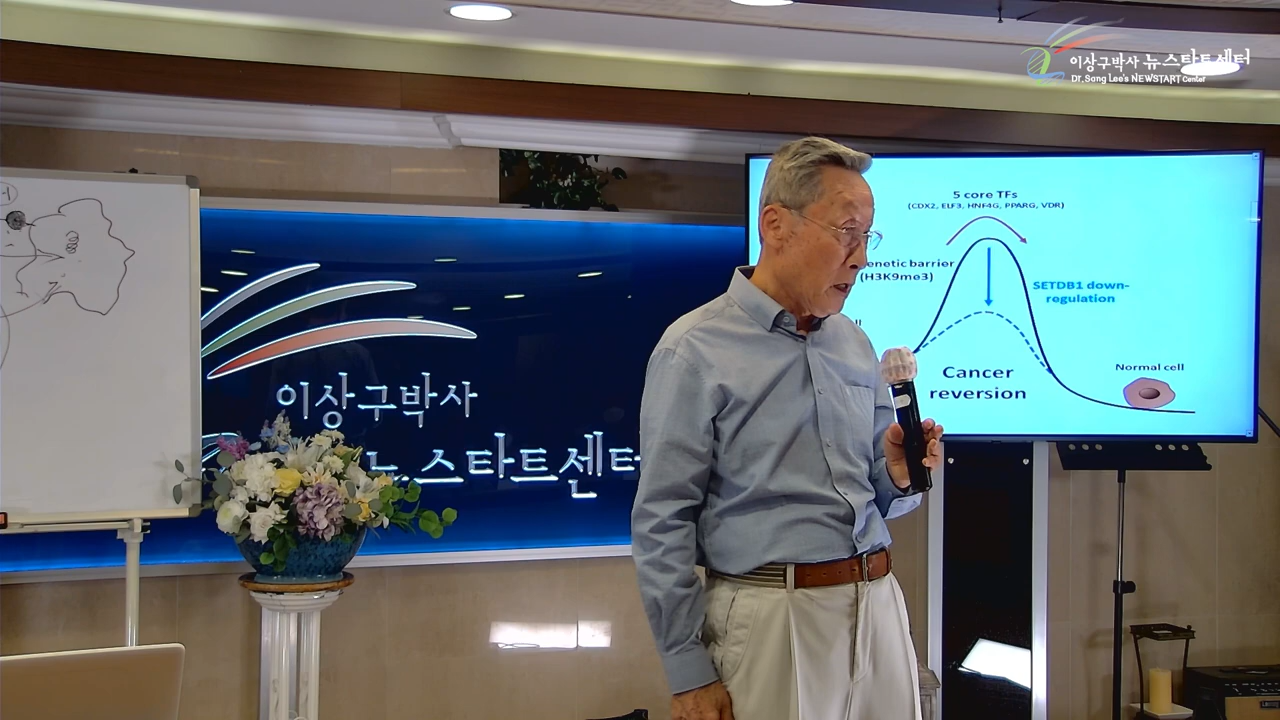 이상구박사 뉴스타트센터
Dr. Sang Lee's NEWSTART Center
5 core TFs
(CDX2, ELF3, HNF4G, PPARG, VDR)
enetic barrier
(H3K9me3)
SETDB1 down-
regulation
Cancer
reversion
Normal cell
이상구박사
뉴스타트센터